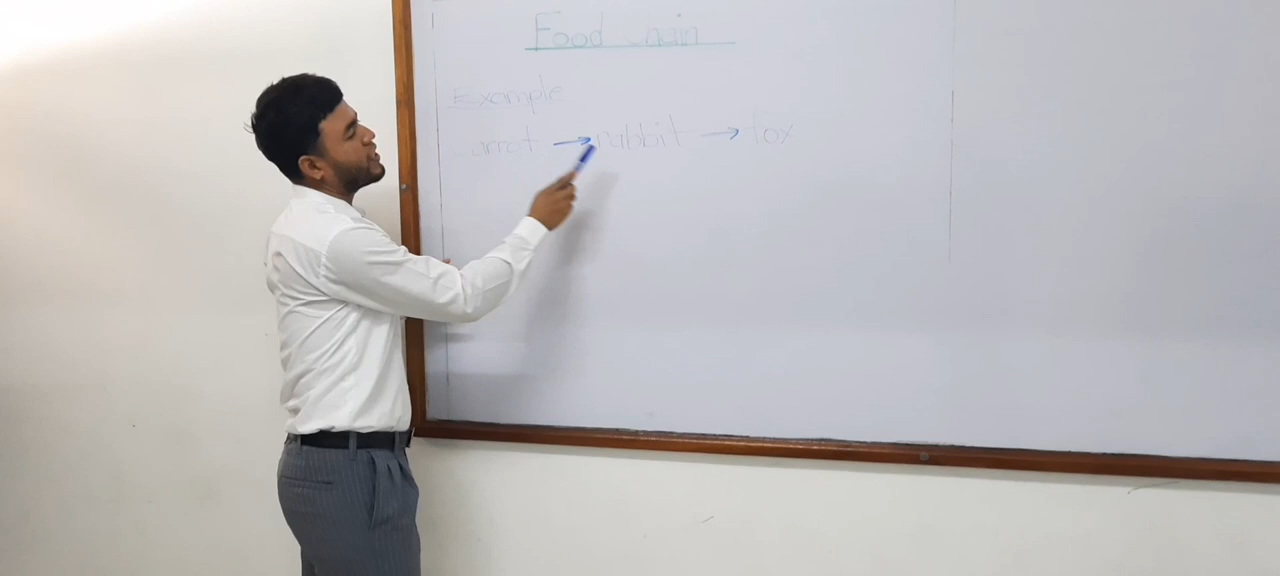 Food chain
Example
carrot → rabbit → fox